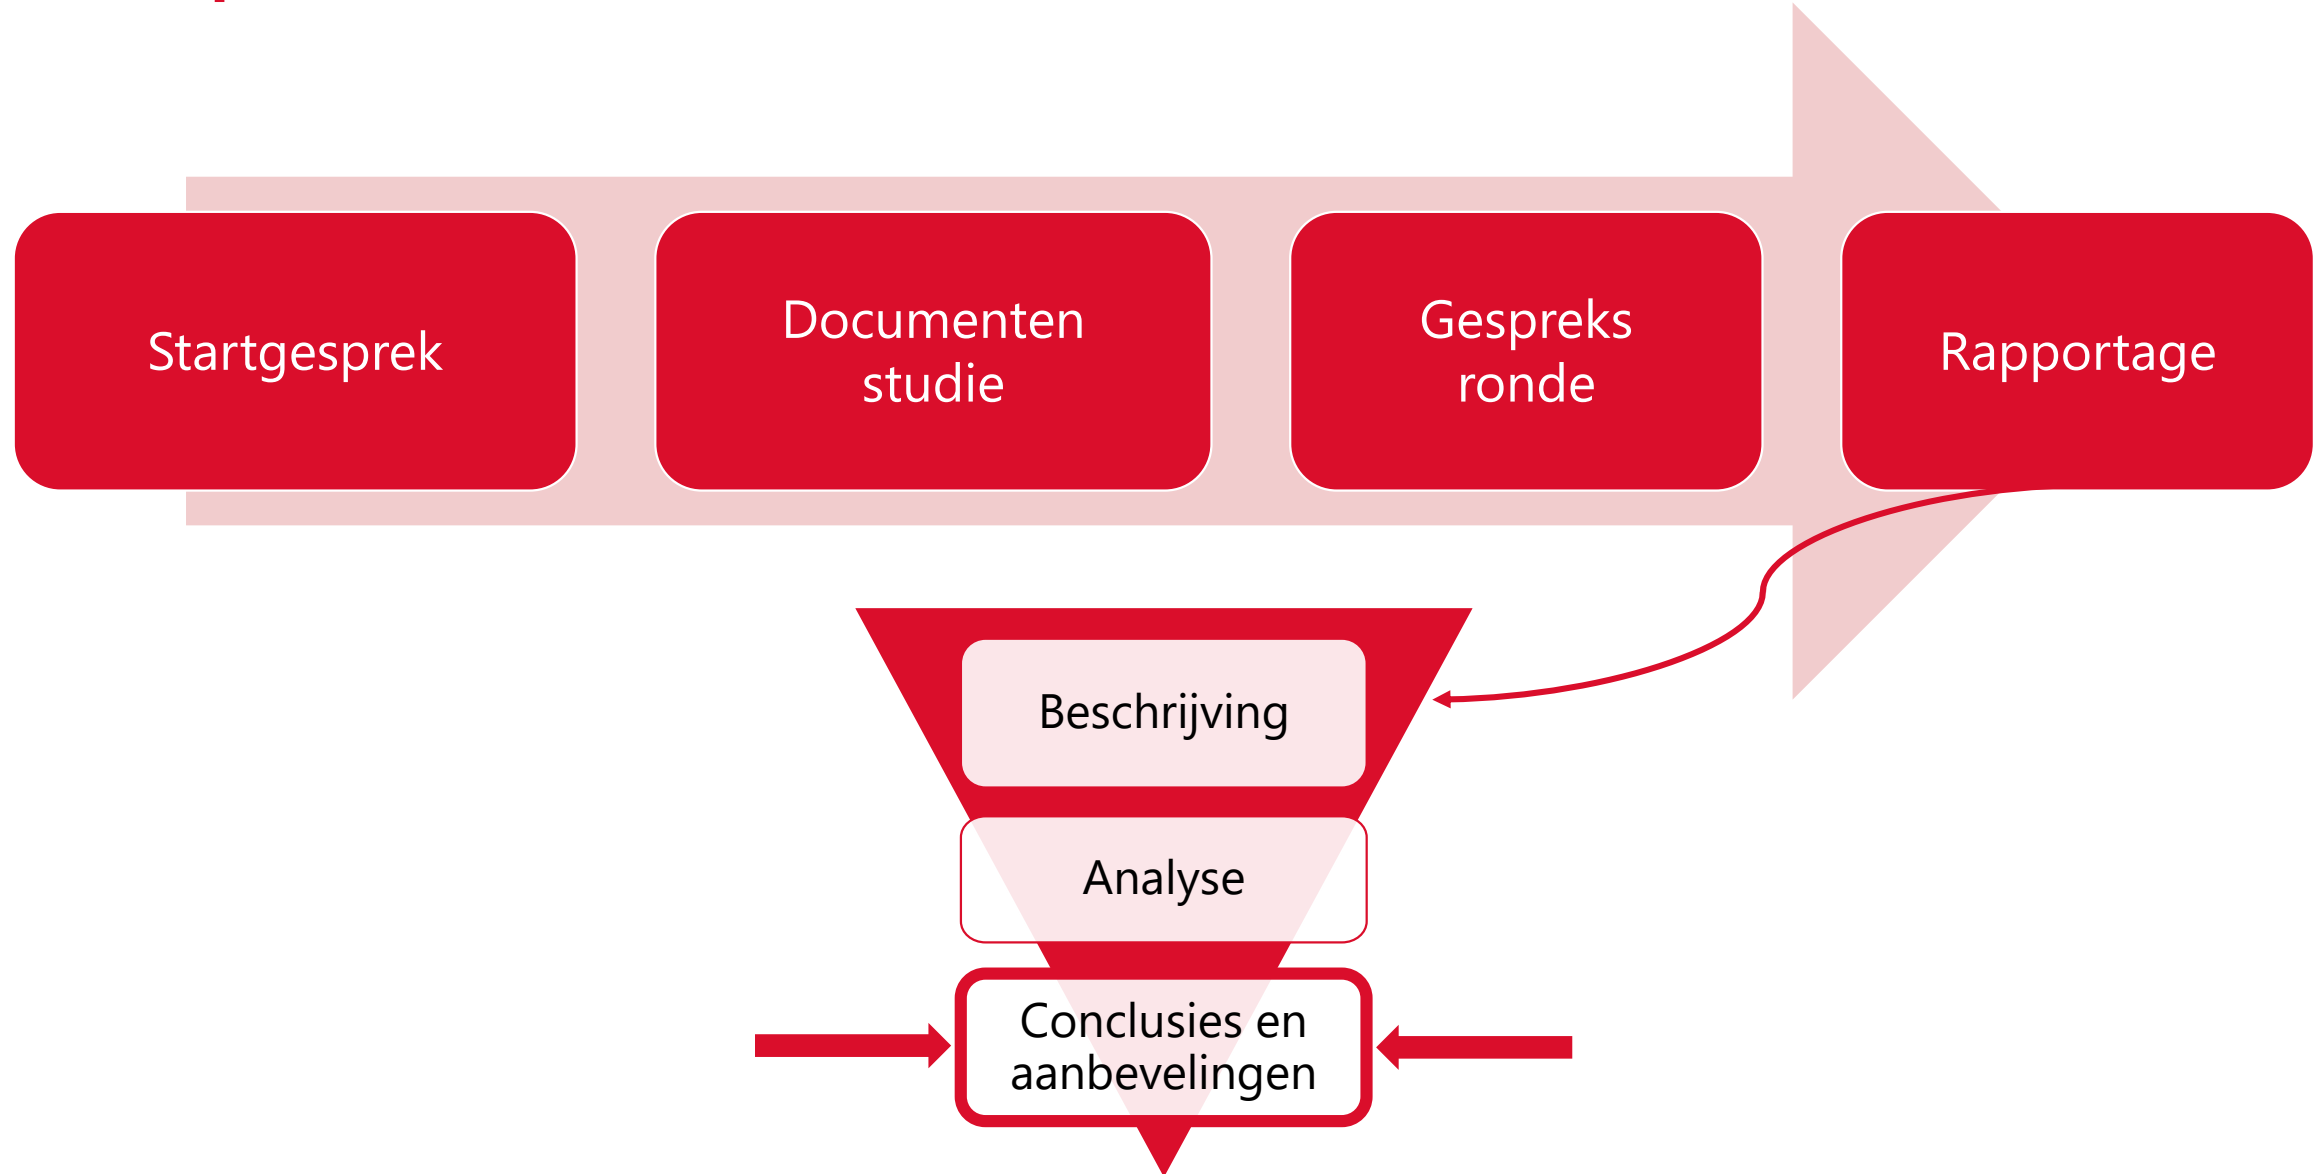 Startgesprek
Documenten
studie
Gespreks
ronde
Rapportage
Beschrijving
Analyse
Conclusies en
aanbevelingen